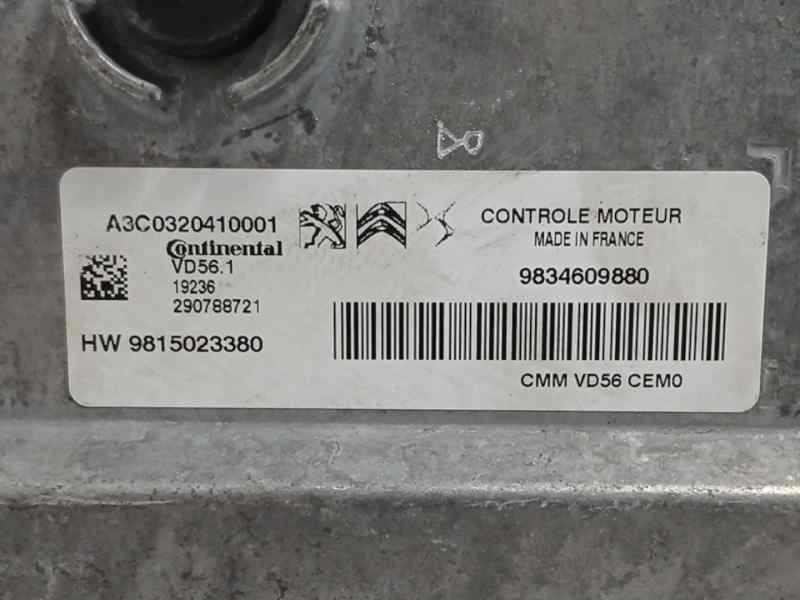 A3C0320410001
Continental
VD56.1
19236
290788721
HW 9815023380
CONTROLE MOTEUR
MADE IN FRANCE
9834609880
CMM VD56 CEM0